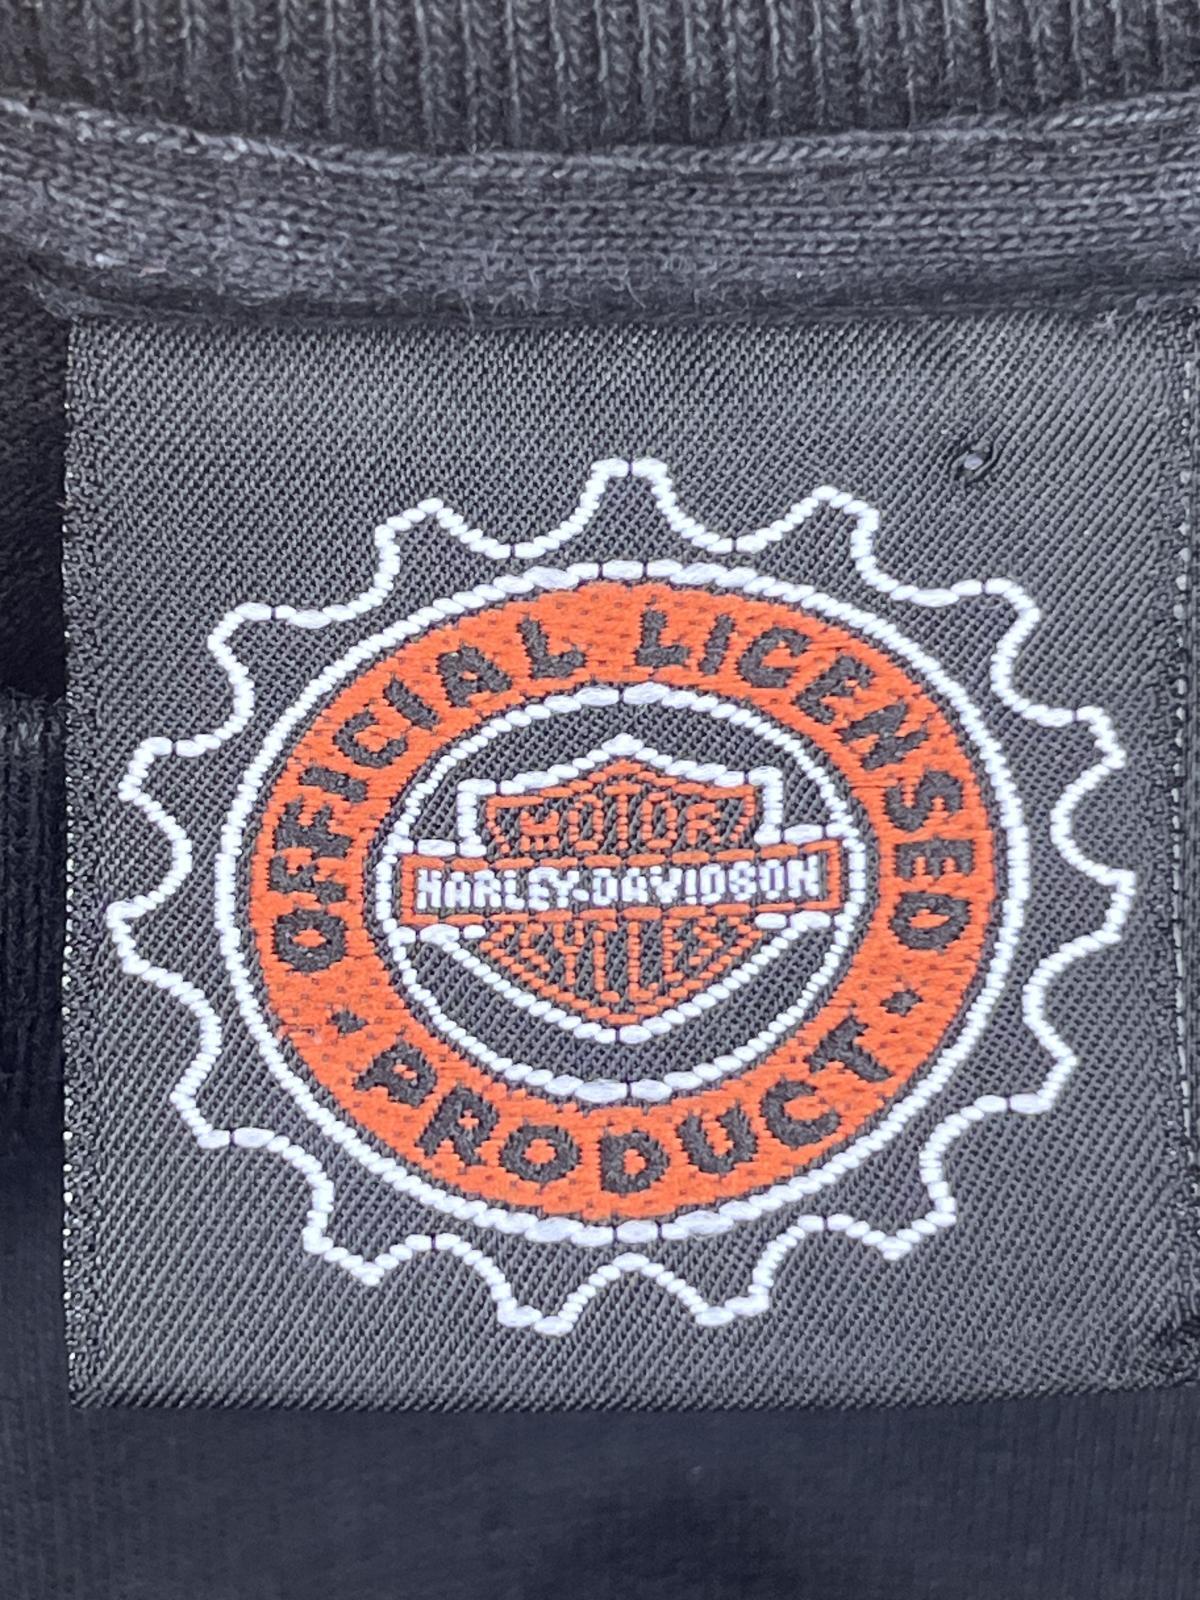 OFFICIAL LICENSED
MOTOR
HARLEY-DAVIDSON
CYCLES
• PRODUCT •